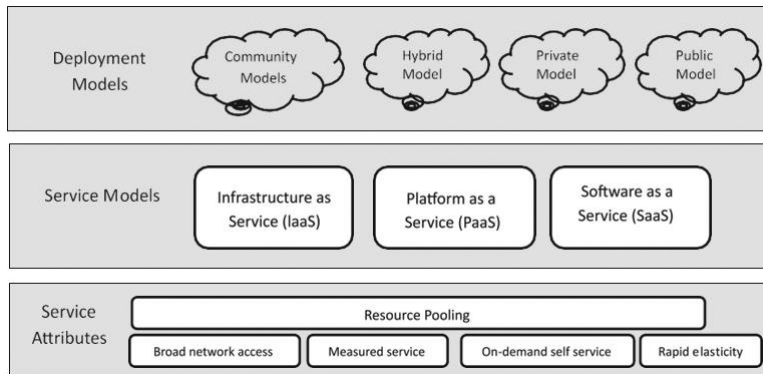 Deployment
Models
Community
Models
Hybrid
Model
Private
Model
Public
Model
Service Models
Infrastructure as
Service (IaaS)
Platform as a
Service (PaaS)
Software as a
Service (SaaS)
Service
Attributes
Resource Pooling
Broad network access
Measured service
On-demand self service
Rapid elasticity